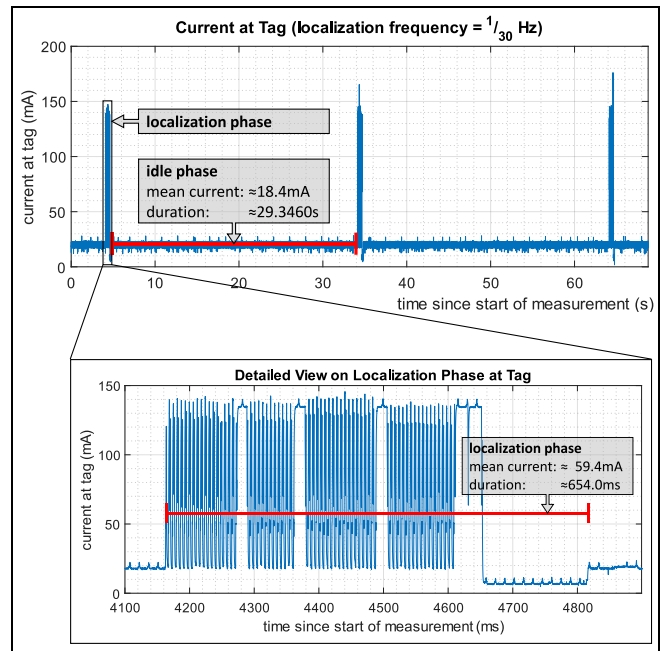 Current at Tag (localization frequency = 1/30 Hz)
200
150
100
50
0
current at tag (mA)
localization phase
idle phase
mean current: ≈18.4mA
duration: ≈29.3460s
0 10 20 30 40 50 60
time since start of measurement (s)
Detailed View on Localization Phase at Tag
150
100
50
0
current at tag (mA)
localization phase
mean current: ≈ 59.4mA
duration: ≈654.0ms
4100 4200 4300 4400 4500 4600 4700 4800
time since start of measurement (ms)